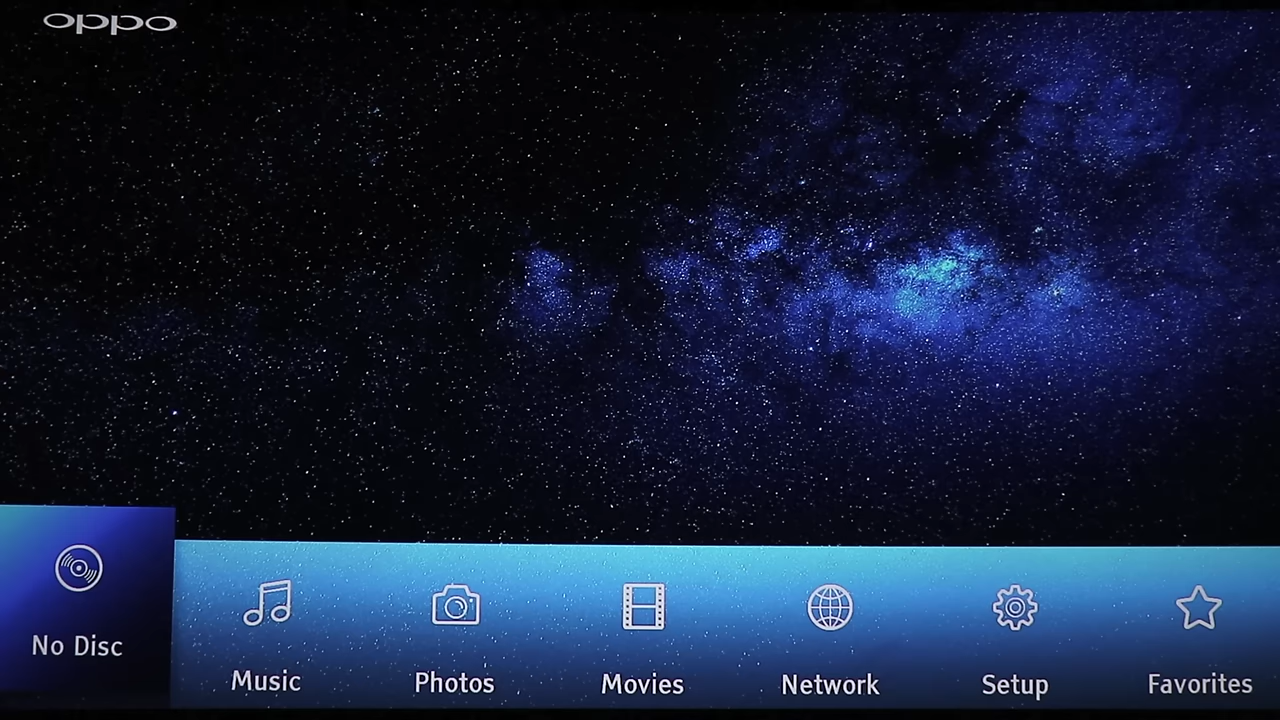 oppo
No Disc
Music
Photos
Movies
Network
Setup
Favorites